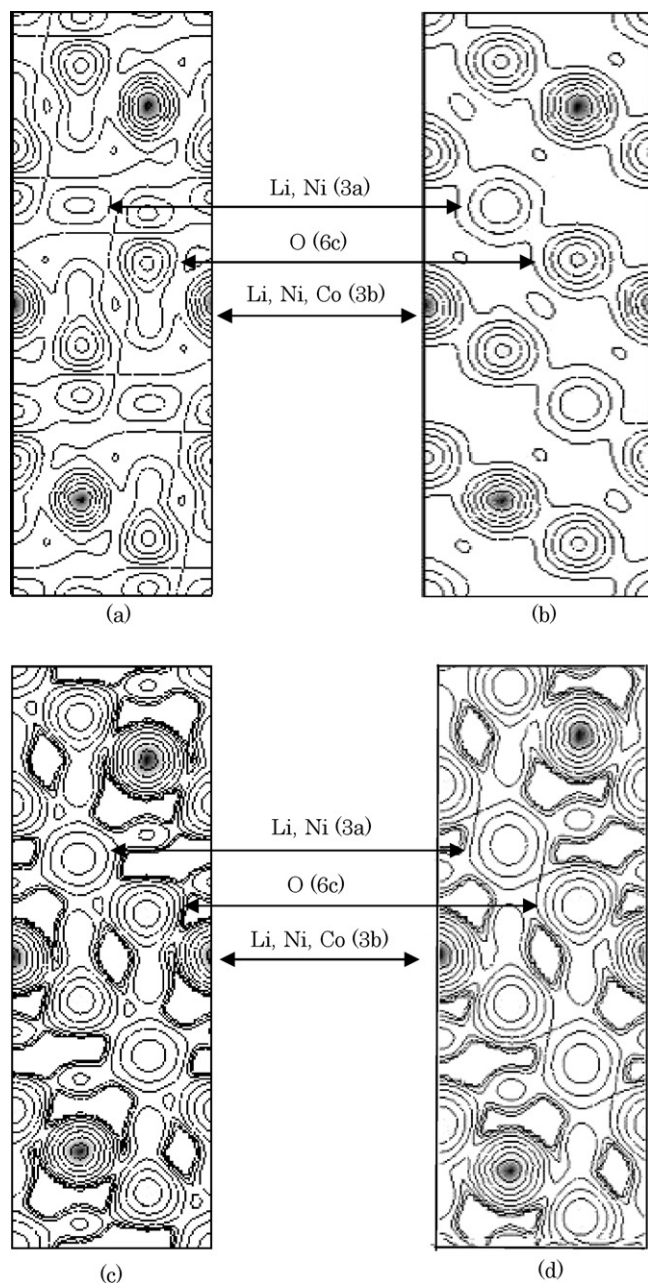 Li, Ni (3a)
O (6c)
Li, Ni, Co (3b)
(a)
(b)
Li, Ni (3a)
O (6c)
Li, Ni, Co (3b)
(c)
(d)